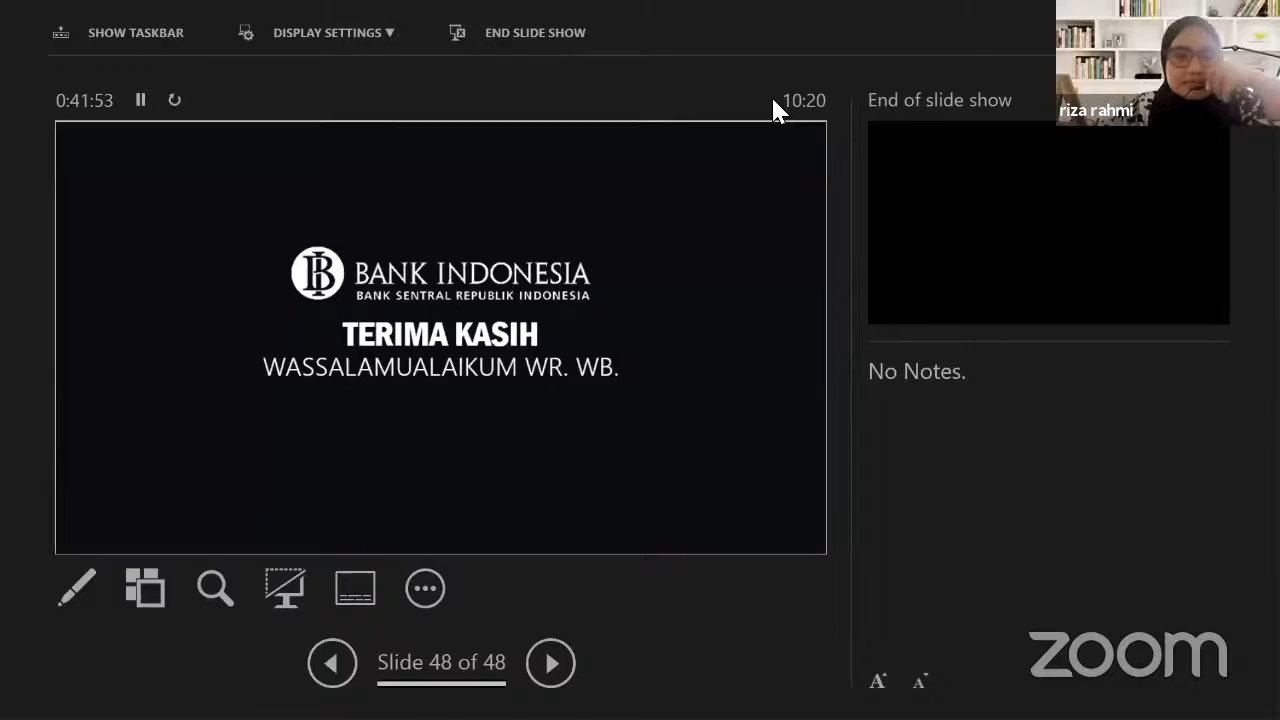 SHOW TASKBAR
DISPLAY SETTINGS ▼
END SLIDE SHOW
riza rahmi
0:41:53
10:20
End of slide show
BANK INDONESIA
BANK SENTRAL REPUBLIK INDONESIA
TERIMA KASIH
WASSALAMUALAIKUM WR. WB.
No Notes.
Slide 48 of 48
A A
zoom